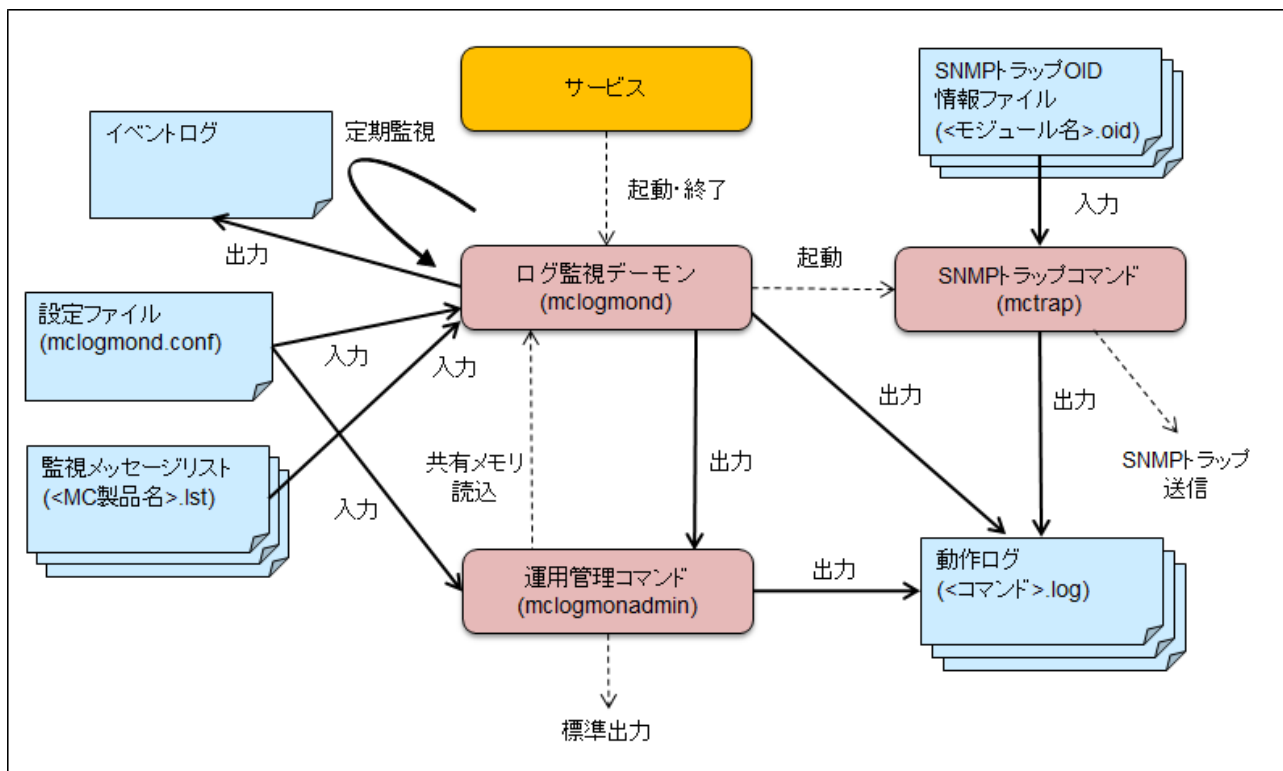 サービス
SNMPトラップOID
情報ファイル
(<モジュール名>.oid)
イベントログ
定期監視
起動・終了
入力
出力
ログ監視デーモン
(mclogmond)
起動
SNMPトラップコマンド
(mctrap)
設定ファイル
(mclogmond.conf)
入力
入力
出力
出力
監視メッセージリスト
(<MC製品名>.lst)
共有メモリ
読込
出力
SNMPトラップ
送信
入力
運用管理コマンド
(mclogmonadmin)
出力
動作ログ
(<コマンド>.log)
標準出力